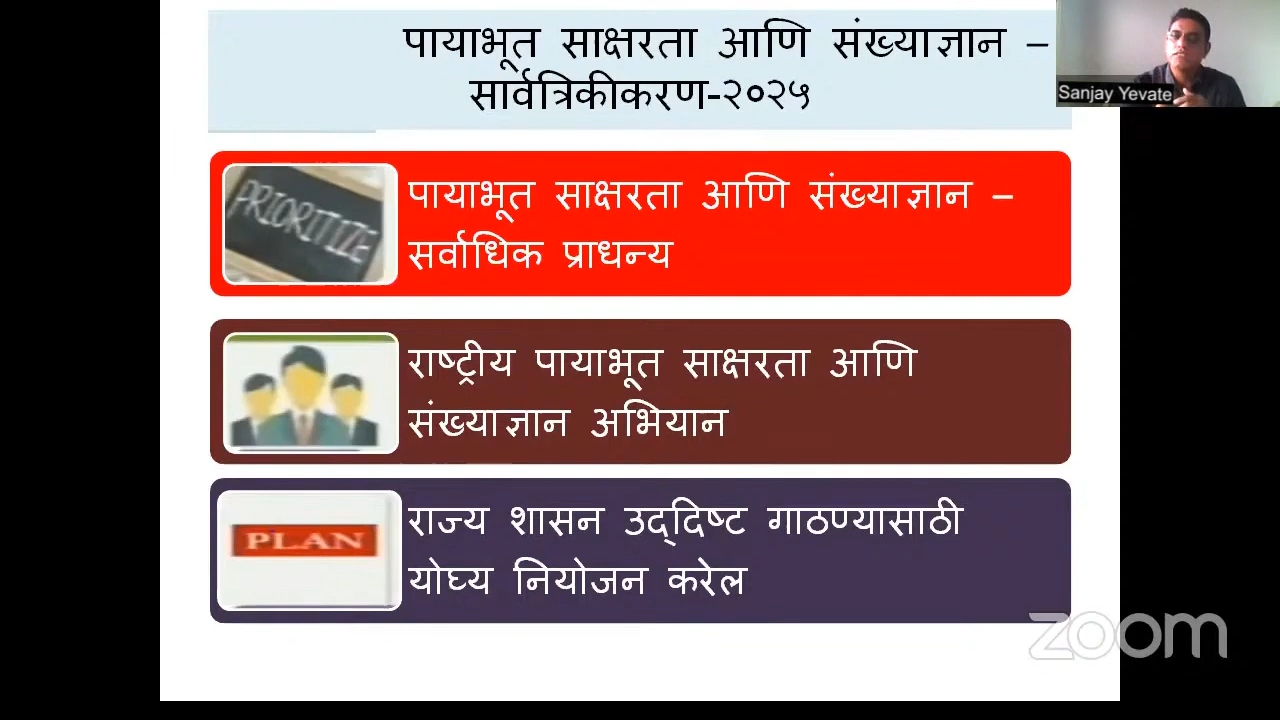 पायाभूत साक्षरता आणि संख्याज्ञान –
सार्वत्रिकीकरण-२०२५
Sanjay Yevate
PRIORITIZE
पायाभूत साक्षरता आणि संख्याज्ञान –
सर्वाधिक प्राधन्य
राष्ट्रीय पायाभूत साक्षरता आणि
संख्याज्ञान अभियान
PLAN
राज्य शासन उद्दिष्ट गाठण्यासाठी
योघ्य नियोजन करेल
zoom